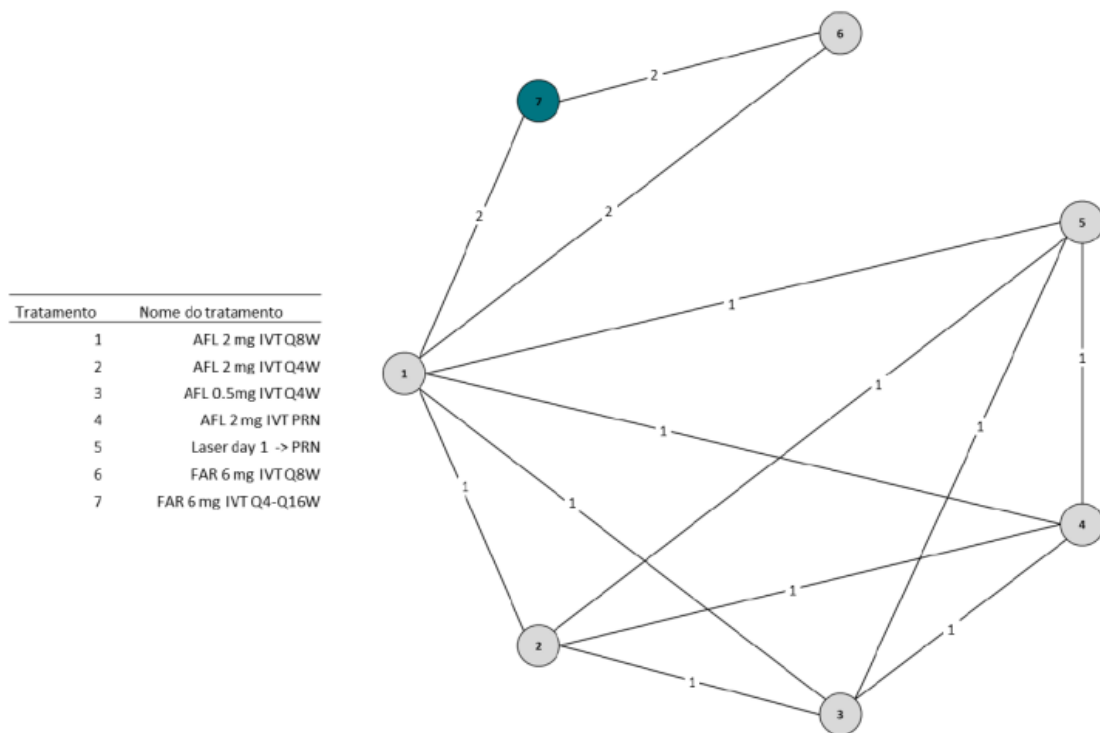 6
2
7
2
2
5
1
Tratamento Nome do tratamento
1 AFL 2 mg IVT Q8W
2 AFL 2 mg IVT Q4W
3 AFL 0.5mg IVT Q4W
4 AFL 2 mg IVT PRN
5 Laser day 1 -> PRN
6 FAR 6 mg IVT Q8W
7 FAR 6 mg IVT Q4-Q16W
1
1
1
1
1
1
1
1
4
1
1
2
1
3